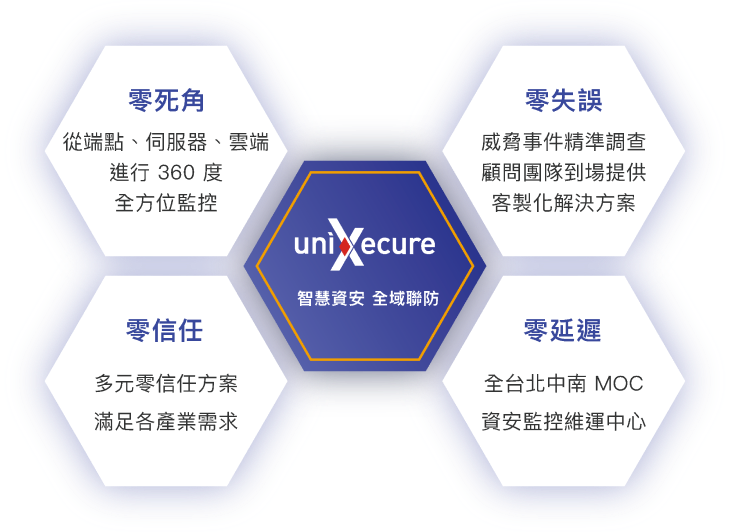 零死角
從端點、伺服器、雲端
進行 360 度
全方位監控
零失誤
威脅事件精準調查
顧問團隊到場提供
客製化解決方案
uniXecure
智慧資安 全域聯防
零信任
多元零信任方案
滿足各產業需求
零延遲
全台北中南 MOC
資安監控維運中心